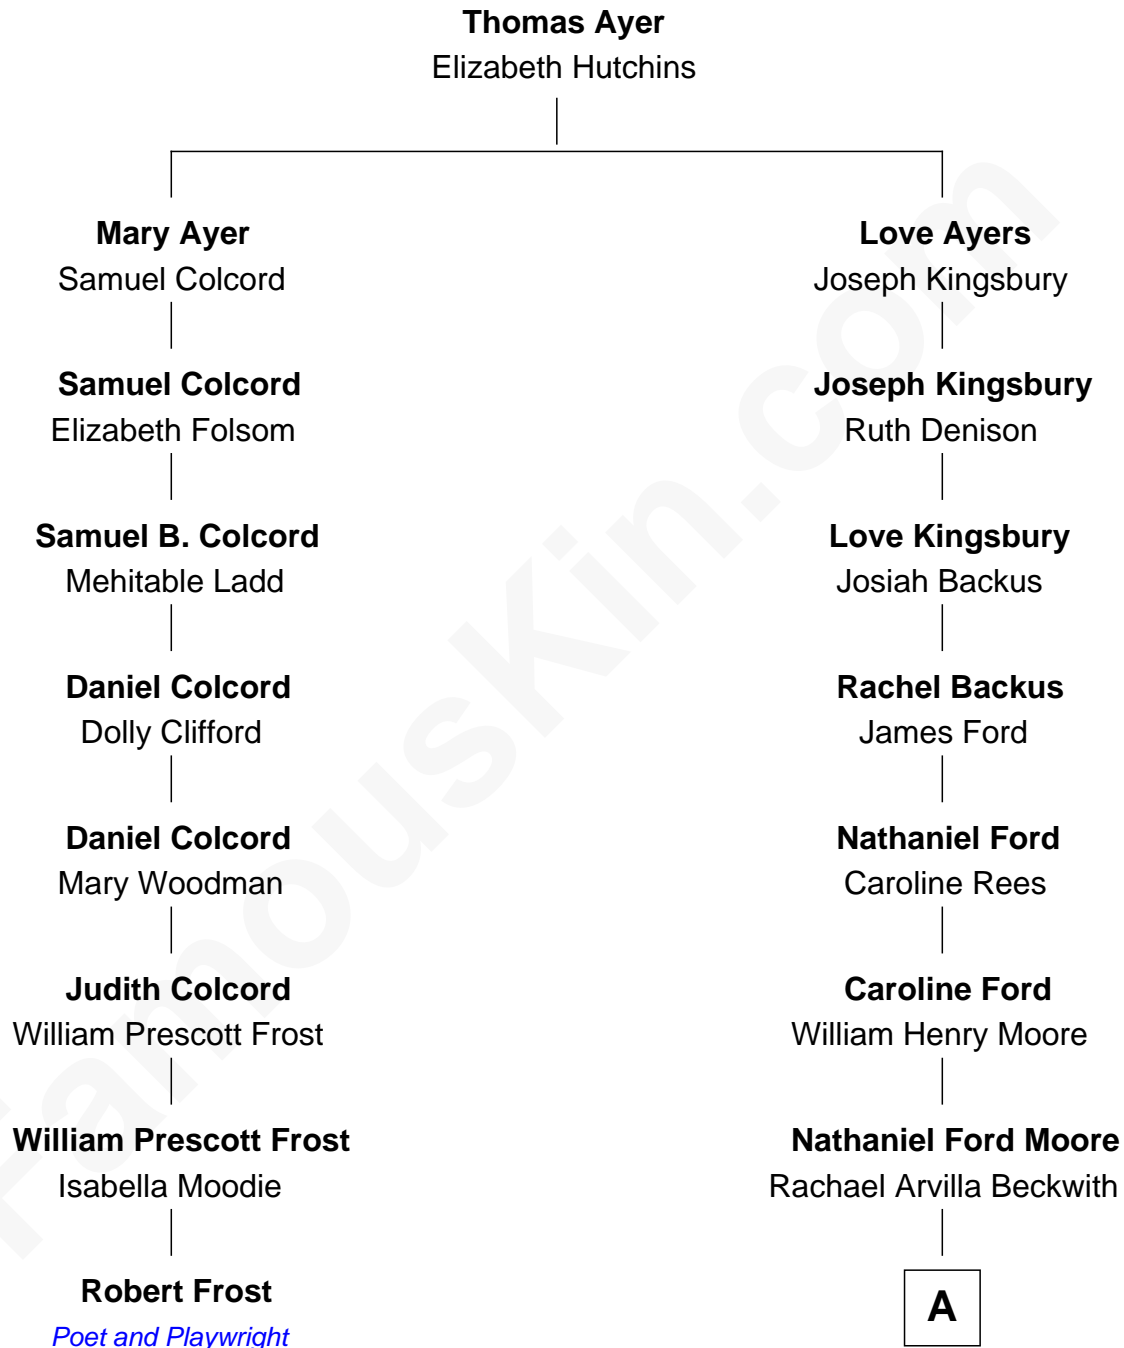 Thomas Ayer
Elizabeth Hutchins
Mary Ayer
Samuel Colcord
Love Ayers
Joseph Kingsbury
Samuel Colcord
Elizabeth Folsom
Joseph Kingsbury
Ruth Denison
Samuel B. Colcord
Mehitable Ladd
Love Kingsbury
Josiah Backus
Daniel Colcord
Dolly Clifford
Rachel Backus
James Ford
Daniel Colcord
Mary Woodman
Nathaniel Ford
Caroline Rees
Judith Colcord
William Prescott Frost
Caroline Ford
William Henry Moore
William Prescott Frost
Isabella Moodie
Nathaniel Ford Moore
Rachael Arvilla Beckwith
Robert Frost
Poet and Playwright
A
FamousKin.com